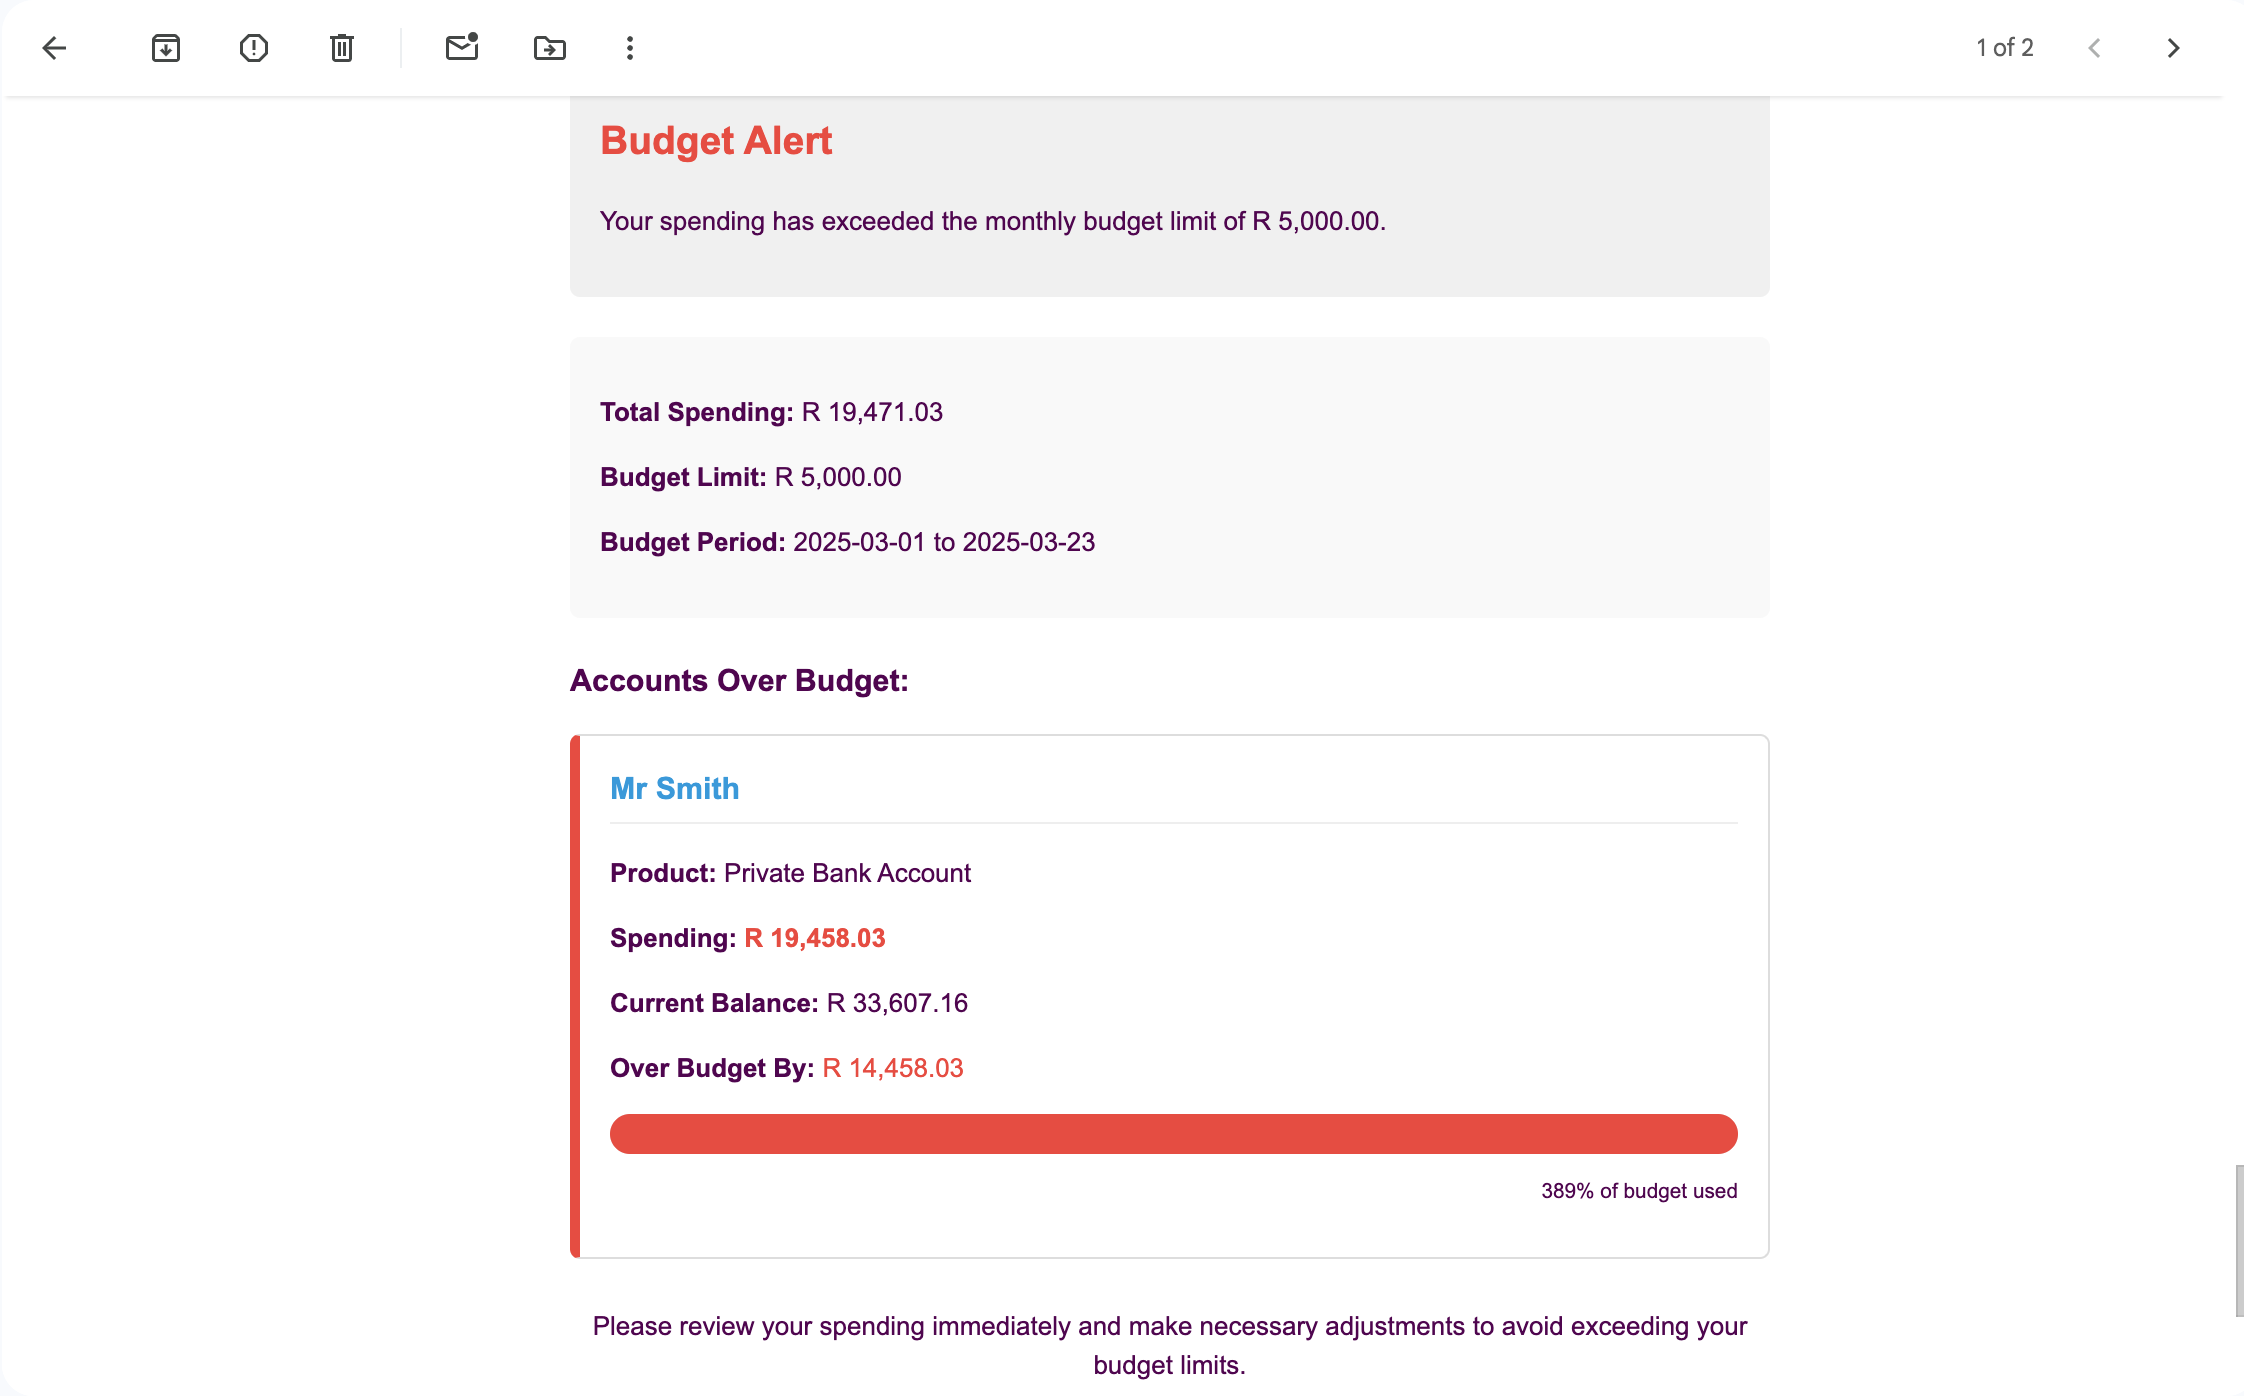 1 of 2
Budget Alert
Your spending has exceeded the monthly budget limit of R 5,000.00.
Total Spending: R 19,471.03
Budget Limit: R 5,000.00
Budget Period: 2025-03-01 to 2025-03-23
Accounts Over Budget:
Mr Smith
Product: Private Bank Account
Spending: R 19,458.03
Current Balance: R 33,607.16
Over Budget By: R 14,458.03
389% of budget used
Please review your spending immediately and make necessary adjustments to avoid exceeding your
budget limits.